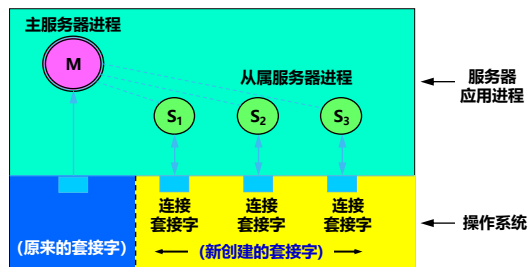 主服务器进程
M
从属服务器进程
服务器
应用进程
S1
S2
S3
连接
套接字
连接
套接字
连接
套接字
操作系统
(原来的套接字)
(新创建的套接字)